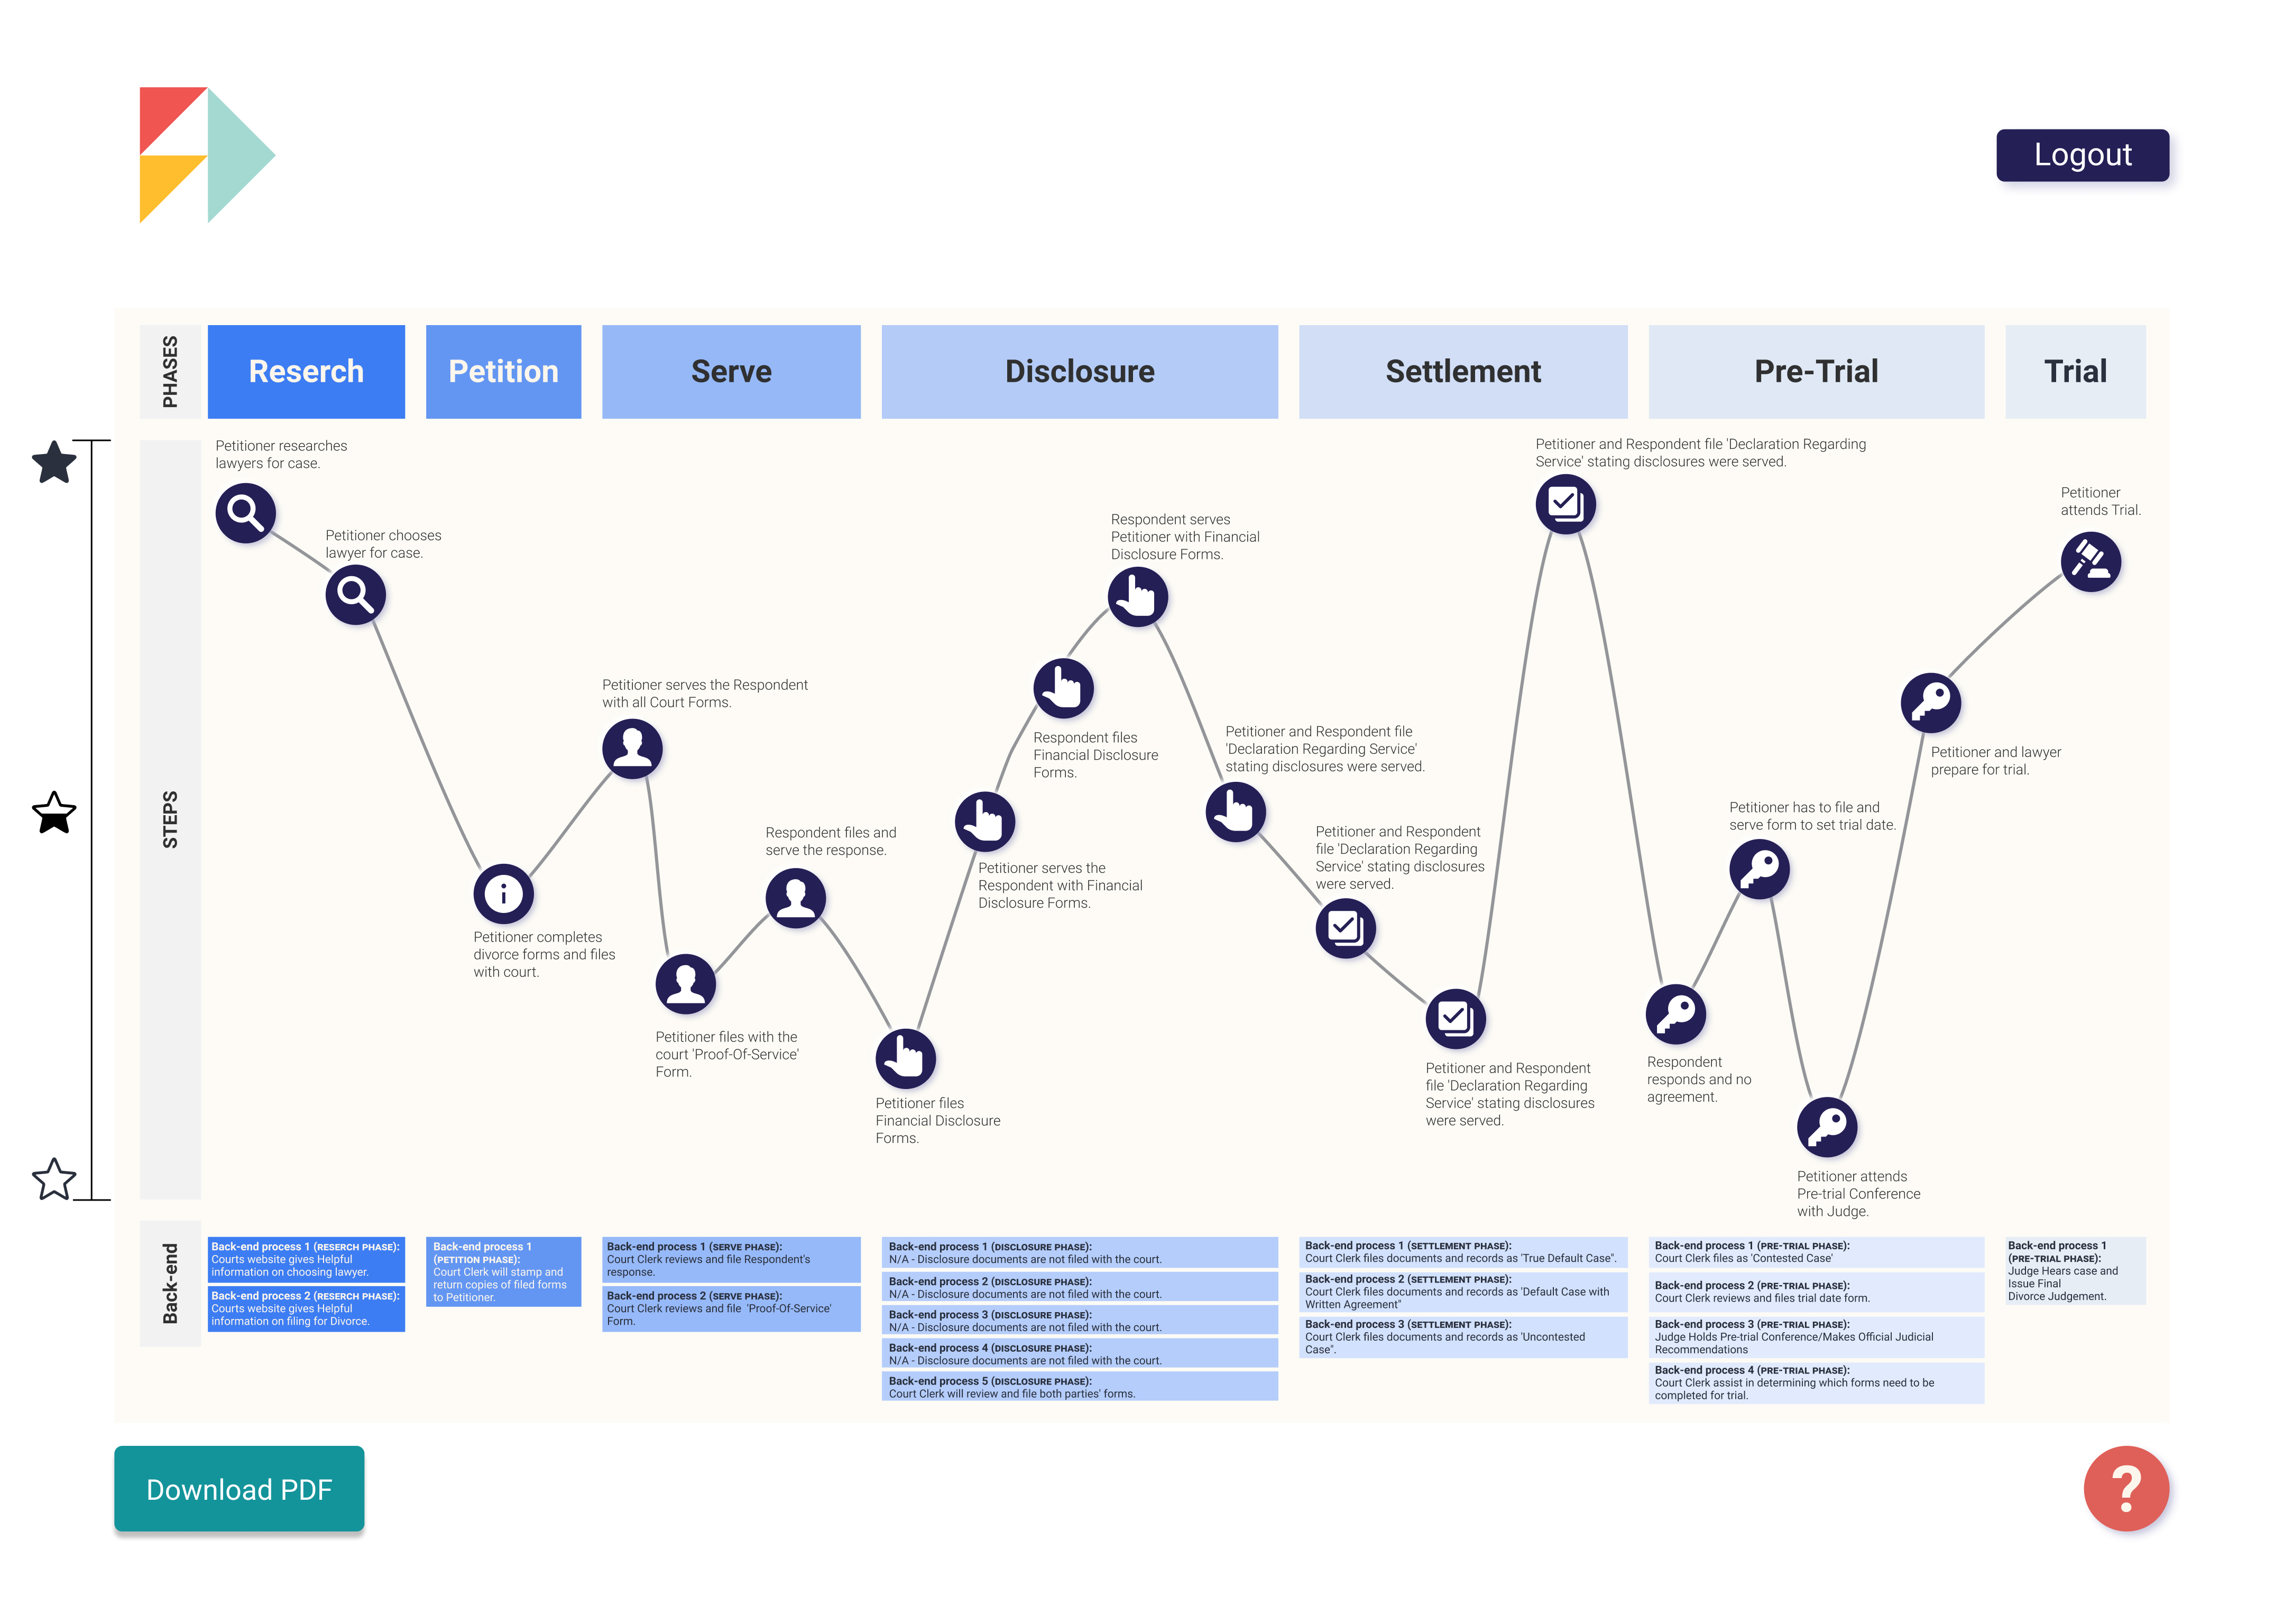 Logout
PHASES
Reserch
Petition
Serve
Disclosure
Settlement
Pre-Trial
Trial
STEPS
Petitioner researches
lawyers for case.
Petitioner chooses
lawyer for case.
Petitioner completes
divorce forms and files
with court.
Petitioner serves the Respondent
with all Court Forms.
Petitioner files with the
court 'Proof-Of-Service'
Form.
Respondent files and
serve the response.
Petitioner files
Financial Disclosure
Forms.
Petitioner serves the
Respondent with Financial
Disclosure Forms.
Respondent files
Financial Disclosure
Forms.
Respondent serves
Petitioner with Financial
Disclosure Forms.
Petitioner and Respondent file
'Declaration Regarding Service'
stating disclosures were served.
Petitioner and Respondent
file 'Declaration Regarding
Service' stating disclosures
were served.
Petitioner and Respondent
file 'Declaration Regarding
Service' stating disclosures
were served.
Petitioner and Respondent file 'Declaration Regarding
Service' stating disclosures were served.
Respondent
responds and no
agreement.
Petitioner has to file and
serve form to set trial date.
Petitioner attends
Pre-trial Conference
with Judge.
Petitioner and lawyer
prepare for trial.
Petitioner
attends Trial.
Back-end
Back-end process 1 (RESERCH PHASE):
Courts website gives Helpful
information on choosing lawyer.
Back-end process 2 (RESERCH PHASE):
Courts website gives Helpful
information on filing for Divorce.
Back-end process 1
(PETITION PHASE):
Court Clerk will stamp and
return copies of filed forms
to Petitioner.
Back-end process 1 (SERVE PHASE):
Court Clerk reviews and file Respondent's
response.
Back-end process 2 (SERVE PHASE):
Court Clerk reviews and file 'Proof-Of-Service'
Form.
Back-end process 1 (DISCLOSURE PHASE):
N/A - Disclosure documents are not filed with the court.
Back-end process 2 (DISCLOSURE PHASE):
N/A - Disclosure documents are not filed with the court.
Back-end process 3 (DISCLOSURE PHASE):
N/A - Disclosure documents are not filed with the court.
Back-end process 4 (DISCLOSURE PHASE):
N/A - Disclosure documents are not filed with the court.
Back-end process 5 (DISCLOSURE PHASE):
Court Clerk will review and file both parties' forms.
Back-end process 1 (SETTLEMENT PHASE):
Court Clerk files documents and records as 'True Default Case".
Back-end process 2 (SETTLEMENT PHASE):
Court Clerk files documents and records as 'Default Case with
Written Agreement"
Back-end process 3 (SETTLEMENT PHASE):
Court Clerk files documents and records as 'Uncontested
Case".
Back-end process 1 (PRE-TRIAL PHASE):
Court Clerk files as 'Contested Case'
Back-end process 2 (PRE-TRIAL PHASE):
Court Clerk reviews and files trial date form.
Back-end process 3 (PRE-TRIAL PHASE):
Judge Holds Pre-trial Conference/Makes Official Judicial
Recommendations
Back-end process 4 (PRE-TRIAL PHASE):
Court Clerk assist in determining which forms need to be
completed for trial.
Back-end process 1
(PRE-TRIAL PHASE):
Judge Hears case and
Issue Final
Divorce Judgement.
Download PDF
?